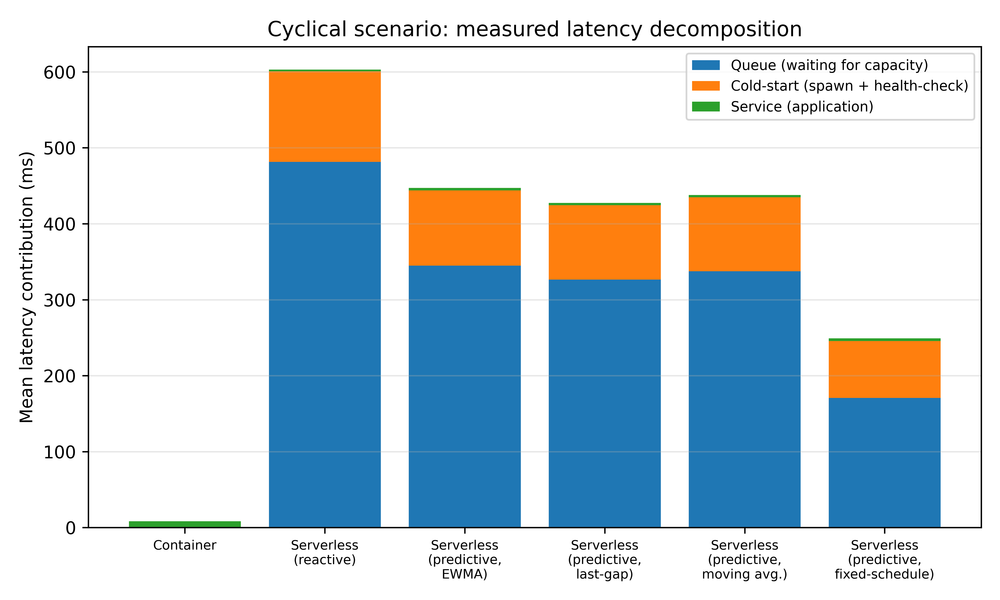 Cyclical scenario: measured latency decomposition
Queue (waiting for capacity)
Cold-start (spawn + health-check)
Service (application)
Mean latency contribution (ms)
600
500
400
300
200
100
0
Container
Serverless
(reactive)
Serverless
(predictive,
EWMA)
Serverless
(predictive,
last-gap)
Serverless
(predictive,
moving avg.)
Serverless
(predictive,
fixed-schedule)